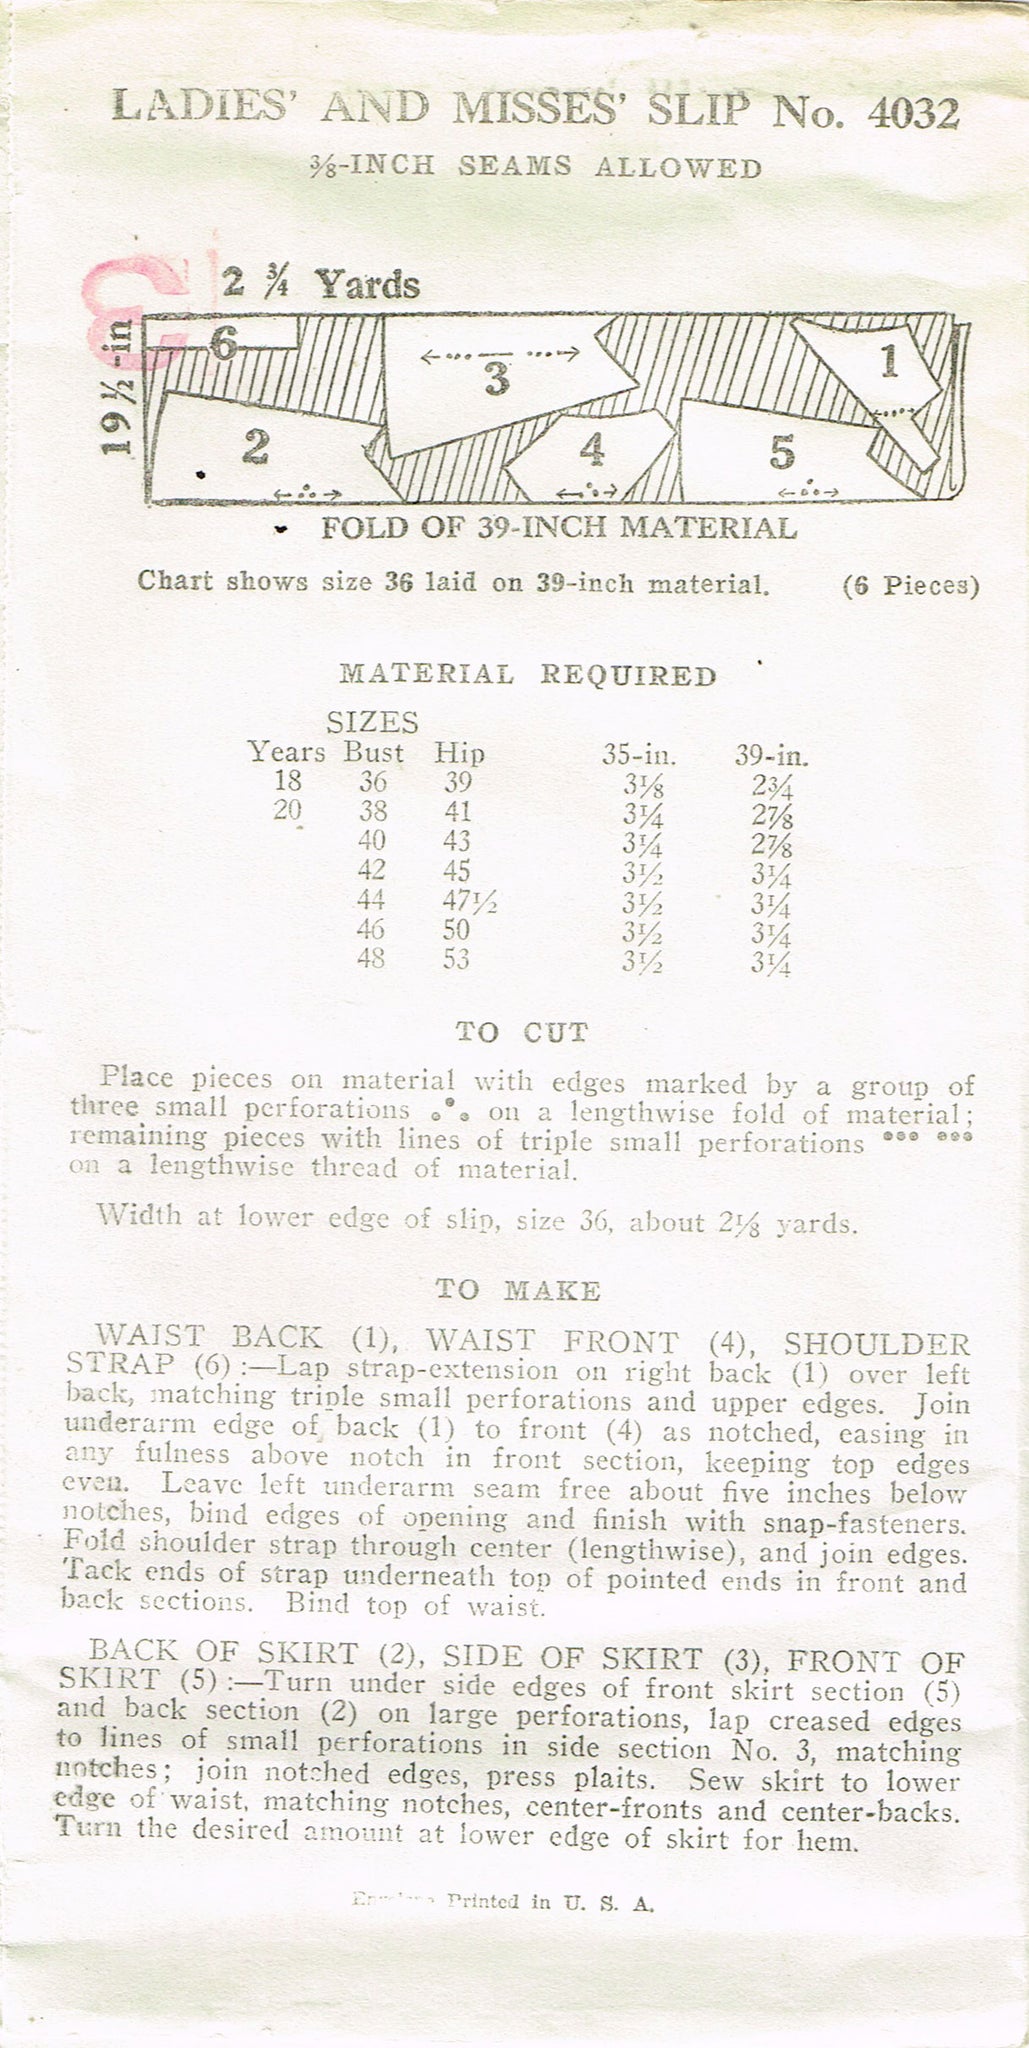 LADIES' AND MISSES' SLIP No. 4032
3/8-INCH SEAMS ALLOWED
3
2 3/4 Yards
19 1/2-in
6
3
1
2
4
5
FOLD OF 39-INCH MATERIAL
Chart shows size 36 laid on 39-inch material. (6 Pieces)
MATERIAL REQUIRED
SIZES
Years Bust Hip 35-in. 39-in.
18 36 39 3 1/8 2 3/4
20 38 41 3 1/4 2 7/8
40 43 3 1/4 2 7/8
42 45 3 1/2 3 1/4
44 47 1/2 3 1/2 3 1/4
46 50 3 1/2 3 1/4
48 53 3 1/2 3 1/4
TO CUT
Place pieces on material with edges marked by a group of
three small perforations on a lengthwise fold of material;
remaining pieces with lines of triple small perforations
on a lengthwise thread of material.
Width at lower edge of slip, size 36, about 2 1/8 yards.
TO MAKE
WAIST BACK (1), WAIST FRONT (4), SHOULDER
STRAP (6):—Lap strap-extension on right back (1) over left
back, matching triple small perforations and upper edges. Join
underarm edge of back (1) to front (4) as notched, easing in
any fulness above notch in front section, keeping top edges
even. Leave left underarm seam free about five inches below
notches, bind edges of opening and finish with snap-fasteners.
Fold shoulder strap through center (lengthwise), and join edges.
Tack ends of strap underneath top of pointed ends in front and
back sections. Bind top of waist.
BACK OF SKIRT (2), SIDE OF SKIRT (3), FRONT OF
SKIRT (5):—Turn under side edges of front skirt section (5)
and back section (2) on large perforations, lap creased edges
to lines of small perforations in side section No. 3, matching
notches; join notched edges, press plaits. Sew skirt to lower
edge of waist, matching notches, center-fronts and center-backs.
Turn the desired amount at lower edge of skirt for hem.
Printed in U. S. A.